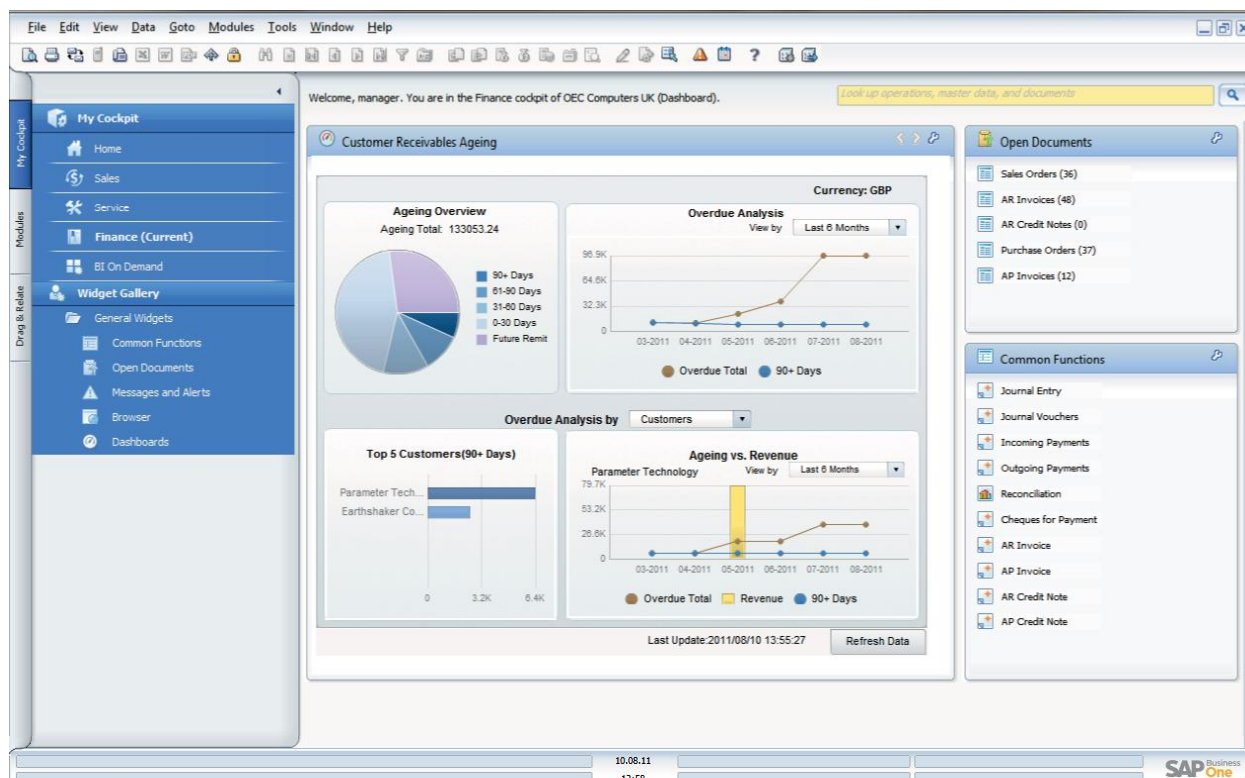 File Edit View Data Goto Modules Tools Window Help
Welcome, manager. You are in the Finance cockpit of OEC Computers UK (Dashboard).
Look up operations, master data, and documents
My Cockpit
Modules
Drag & Relate
My Cockpit
Home
Sales
Service
Finance (Current)
BI On Demand
Widget Gallery
General Widgets
Common Functions
Open Documents
Messages and Alerts
Browser
Dashboards
Customer Receivables Ageing
Currency: GBP
Ageing Overview
Ageing Total: 133053.24
90+ Days
61-90 Days
31-60 Days
0-30 Days
Future Remit
Overdue Analysis
View by Last 6 Months
96.9K
64.6K
32.3K
0
03-2011 04-2011 05-2011 06-2011 07-2011 08-2011
Overdue Total 90+ Days
Overdue Analysis by Customers
Top 5 Customers(90+ Days)
Parameter Tech...
Earthshaker Co...
0 3.2K 6.4K
Ageing vs. Revenue
Parameter Technology View by Last 6 Months
79.7K
53.2K
26.6K
0
03-2011 04-2011 05-2011 06-2011 07-2011 08-2011
Overdue Total Revenue 90+ Days
Last Update:2011/08/10 13:55:27 Refresh Data
Open Documents
Sales Orders (36)
AR Invoices (48)
AR Credit Notes (0)
Purchase Orders (37)
AP Invoices (12)
Common Functions
Journal Entry
Journal Vouchers
Incoming Payments
Outgoing Payments
Reconciliation
Cheques for Payment
AR Invoice
AP Invoice
AR Credit Note
AP Credit Note
10.08.11
SAP Business One